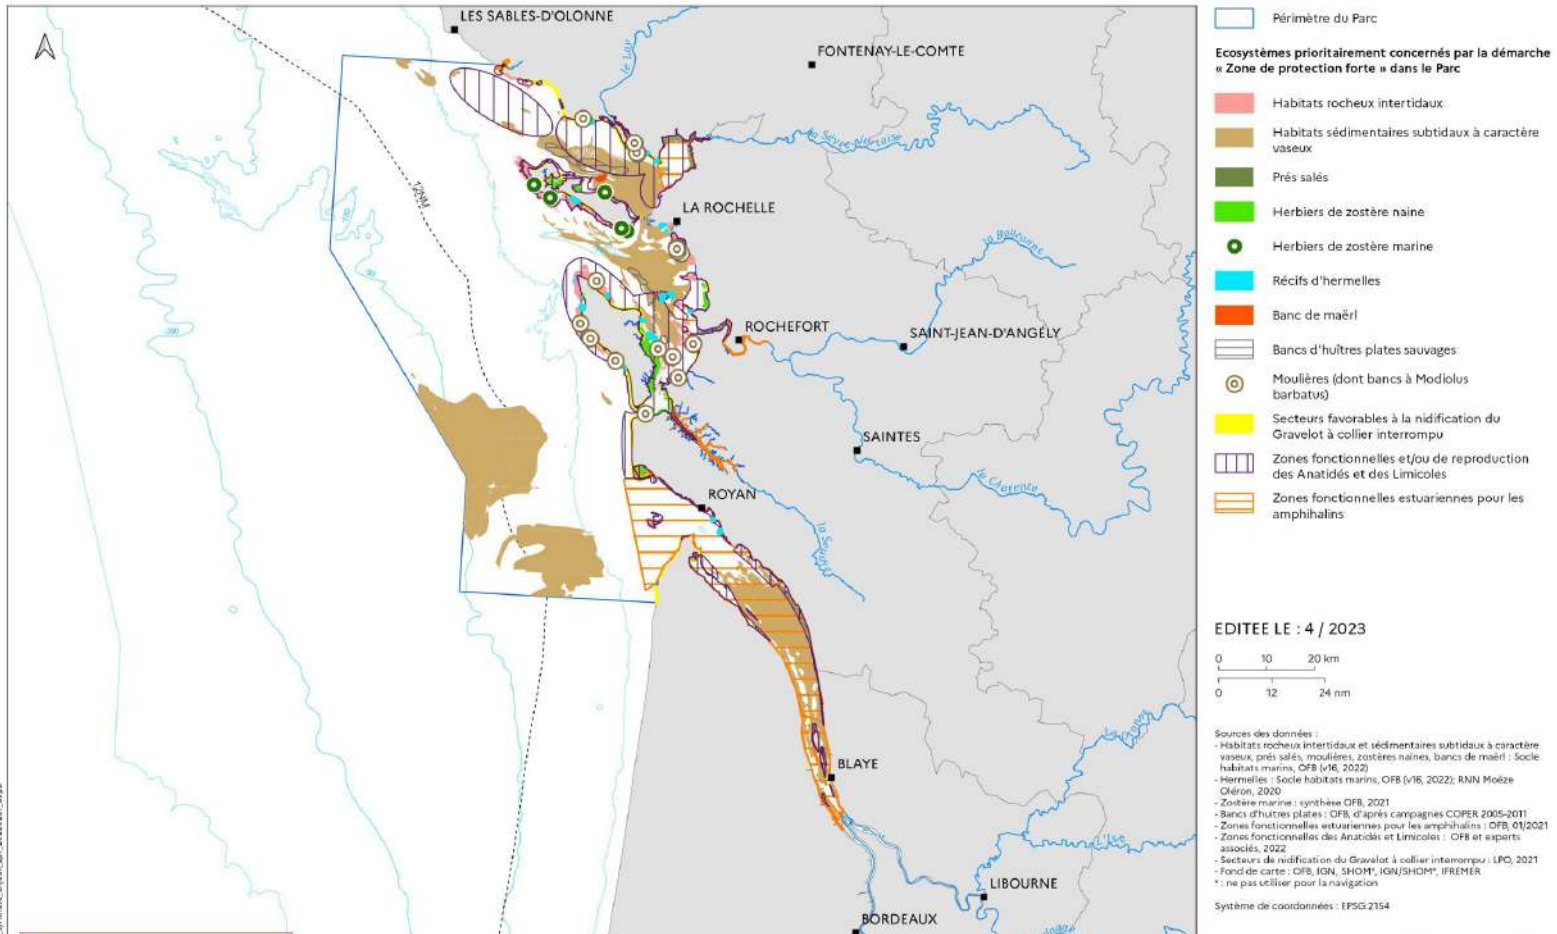 LES SABLES-D'OLONNE
FONTENAY-LE-COMTE
le Lay
la Sèvre niortaise
12NM
LA ROCHELLE
la Boutonne
ROCHEFORT
SAINT-JEAN-D'ANGÉLY
SAINTES
la Charente
ROYAN
la Seudre
BLAYE
L'Isle
LIBOURNE
BORDEAUX
Périmètre du Parc
Ecosystèmes prioritairement concernés par la démarche
« Zone de protection forte » dans le Parc
Habitats rocheux intertidaux
Habitats sédimentaires subtidaux à caractère
vaseux
Prés salés
Herbiers de zostère naine
Herbiers de zostère marine
Récifs d'hermelles
Banc de maërl
Bancs d'huîtres plates sauvages
Moulières (dont bancs à Modiolus
barbatus)
Secteurs favorables à la nidification du
Gravelot à collier interrompu
Zones fonctionnelles et/ou de reproduction
des Anatidés et des Limicoles
Zones fonctionnelles estuariennes pour les
amphihalins
EDITEE LE : 4 / 2023
0 10 20 km
0 12 24 nm
Sources des données :
- Habitats rocheux intertidaux et sédimentaires subtidaux à caractère
vaseux, prés salés, moulières, zostères naines, bancs de maërl : Socle
habitats marins, OFB (v16, 2022)
- Hermelles : Socle habitats marins, OFB (v16, 2022); RNN Moëze
Oléron, 2020
- Zostère marine : synthèse OFB, 2021
- Bancs d'huitres plates : OFB, d'après campagnes COPER 2005-2011
- Zones fonctionnelles estuariennes pour les amphihalins : OFB, 01/2021
- Zones fonctionnelles des Anatidés et Limicoles : OFB et experts
associés, 2022
- Secteurs de nidification du Gravelot à collier interrompu : LPO, 2021
- Fond de carte : OFB, IGN, SHOM*, IGN/SHOM*, IFREMER
* : ne pas utiliser pour la navigation
Système de coordonnées : EPSG:2154